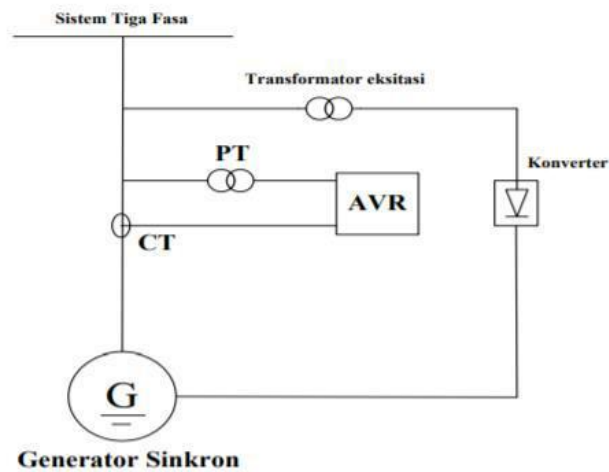 Sistem Tiga Fasa
Transformator eksitasi
PT
Konverter
AVR
CT
G
Generator Sinkron